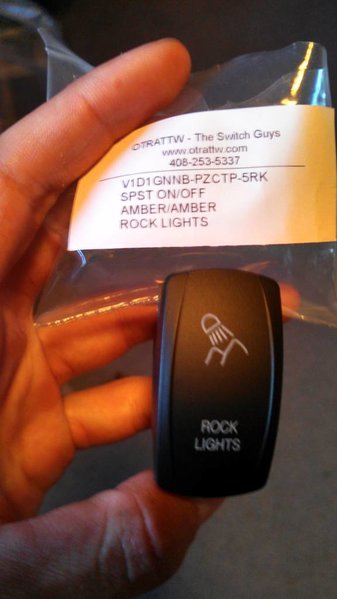 OTRATTW - The Switch Guys
www.otrattw.com
408-253-5337
V1D1GNNB-PZCTP-5RK
SPST ON/OFF
AMBER/AMBER
ROCK LIGHTS
ROCK
LIGHTS